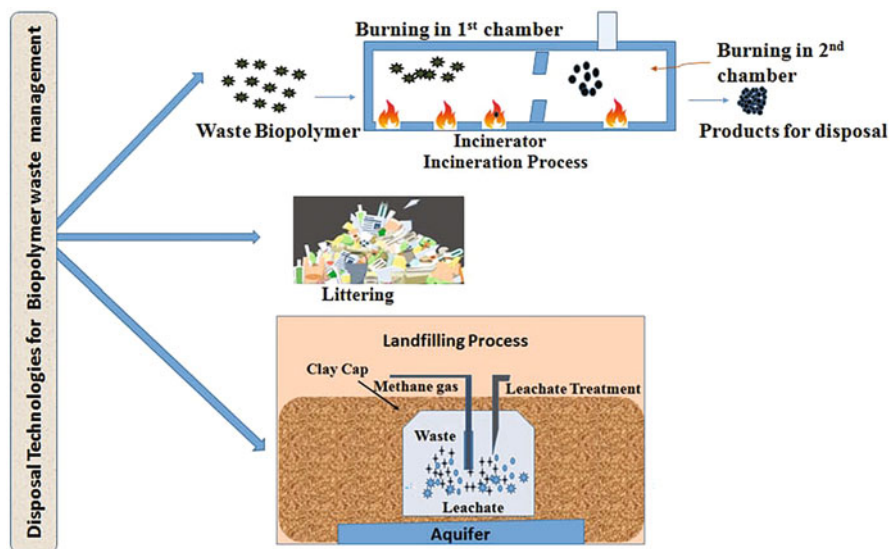 Disposal Technologies for Biopolymer waste management
Burning in 1st chamber
Burning in 2nd
chamber
Waste Biopolymer
Incinerator
Incineration Process
Products for disposal
Littering
Landfilling Process
Clay Cap
Methane gas
Leachate Treatment
Waste
Leachate
Aquifer